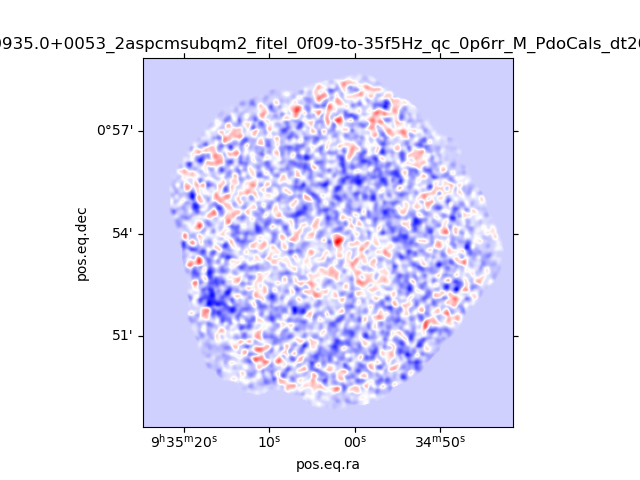 0935.0+0053_2aspcmsubqm2_fitel_0f09-to-35f5Hz_qc_0p6rr_M_PdoCals_dt20
0°57'
54'
51'
pos.eq.dec
9ʰ35ᵐ20ˢ 10ˢ 00ˢ 34ᵐ50ˢ
pos.eq.ra